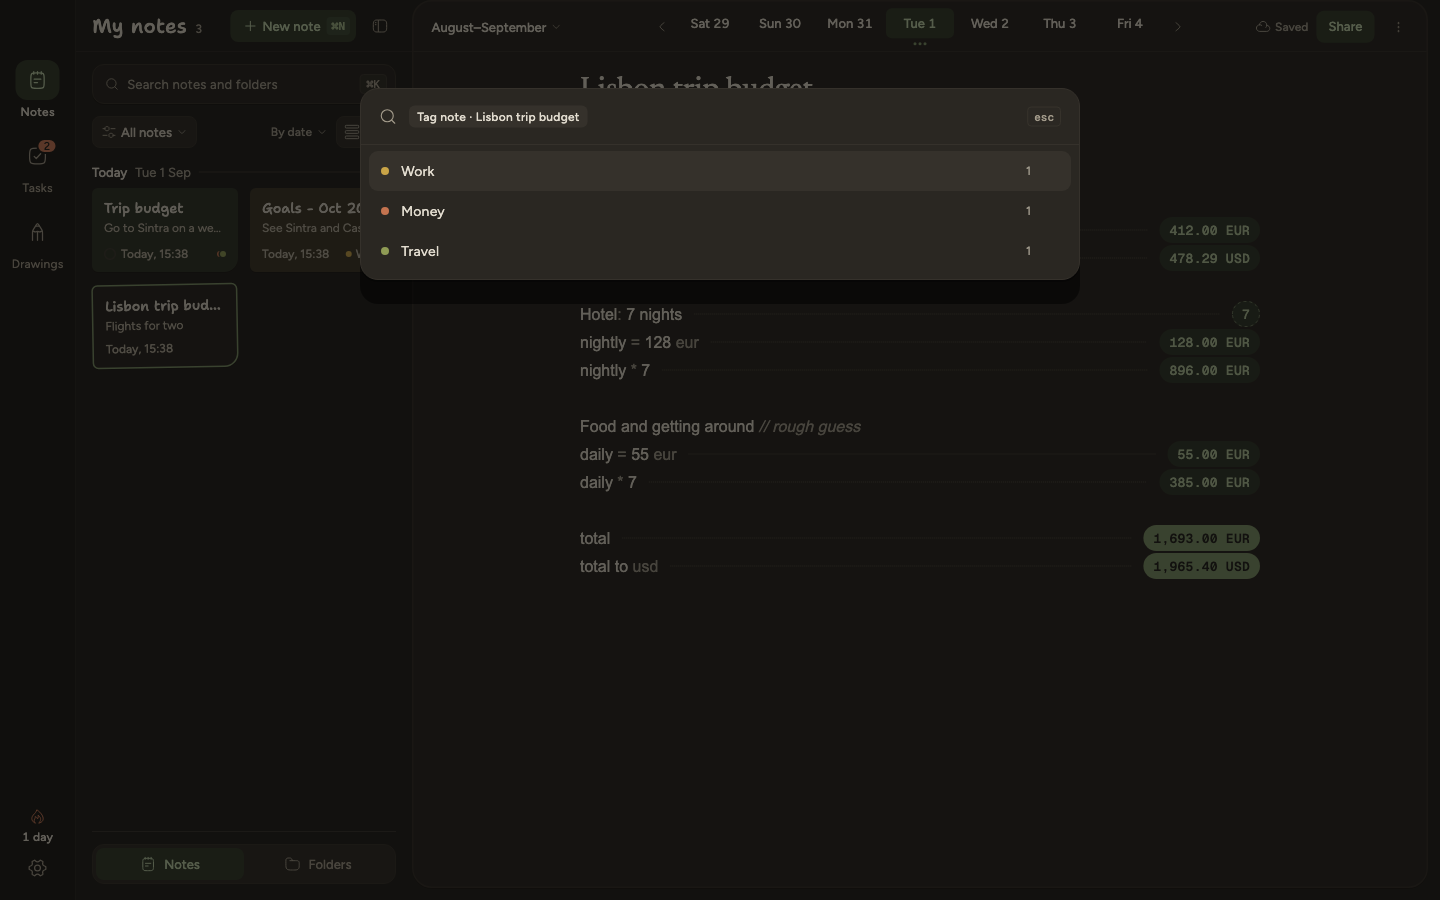 My notes 3
+ New note ⌘N
August–September
Sat 29
Sun 30
Mon 31
Tue 1
Wed 2
Thu 3
Fri 4
Saved
Share
Notes
2
Tasks
Drawings
Search notes and folders ⌘K
All notes
By date
Today Tue 1 Sep
Trip budget
Go to Sintra on a we...
Today, 15:38
Goals - Oct 20
See Sintra and Cas
Today, 15:38
Lisbon trip bud...
Flights for two
Today, 15:38
Lisbon trip budget
Tag note · Lisbon trip budget
esc
Work 1
Money 1
Travel 1
412.00 EUR
478.29 USD
Hotel: 7 nights 7
nightly = 128 eur 128.00 EUR
nightly * 7 896.00 EUR
Food and getting around // rough guess
daily = 55 eur 55.00 EUR
daily * 7 385.00 EUR
total 1,693.00 EUR
total to usd 1,965.40 USD
1 day
Notes
Folders